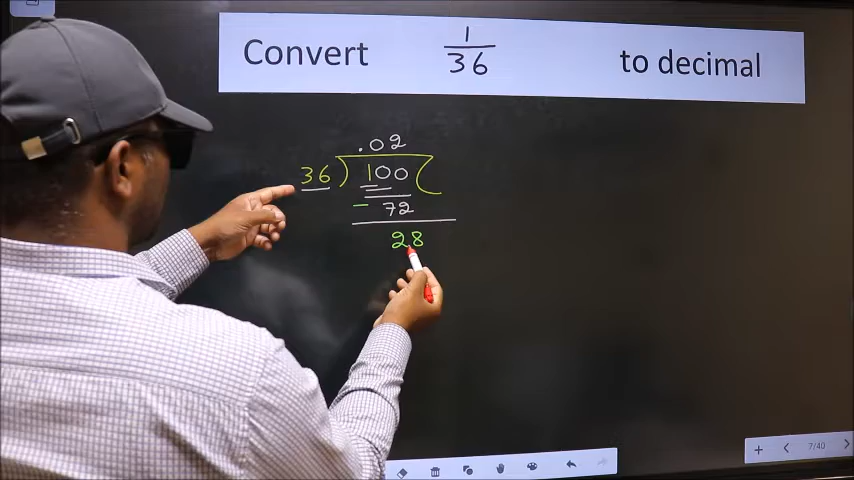 Convert 1/36 to decimal
.02
36 ) 100 (
- 72
28
7/40